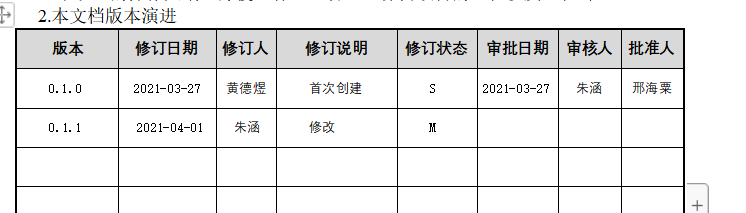 2.本文档版本演进
版本 修订日期 修订人 修订说明 修订状态 审批日期 审核人 批准人
0.1.0 2021-03-27 黄德煜 首次创建 S 2021-03-27 朱涵 邢海粟
0.1.1 2021-04-01 朱涵 修改 M